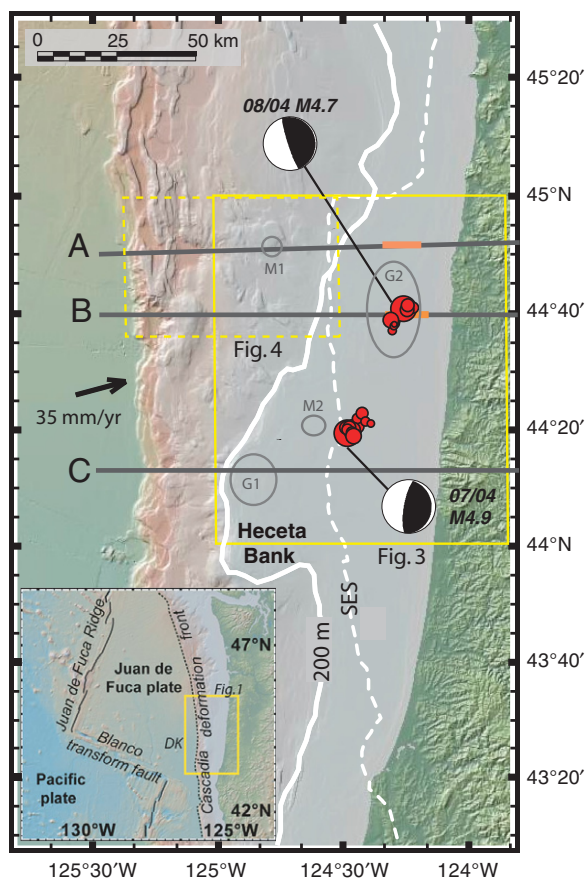 0 25 50 km
08/04 M4.7
45°20′
45°N
A
M1
G2
B
44°40′
Fig. 4
35 mm/yr
M2
44°20′
C
G1
07/04
M4.9
Heceta
Bank
Fig. 3
44°N
SES
200 m
43°40′
43°20′
Juan de Fuca Ridge
Juan de
Fuca plate
47°N
Cascadia deformation front
Fig.1
DK
Blanco
transform fault
Pacific
plate
42°N
130°W
125°W
125°30′W
125°W
124°30′W
124°W